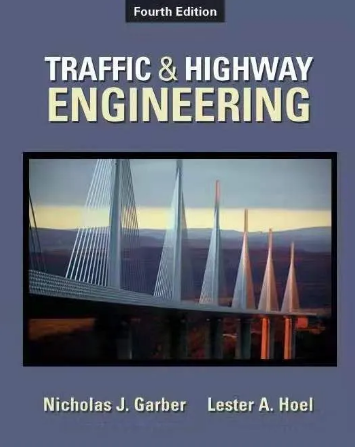 Fourth Edition
TRAFFIC & HIGHWAY
ENGINEERING
Nicholas J. Garber Lester A. Hoel